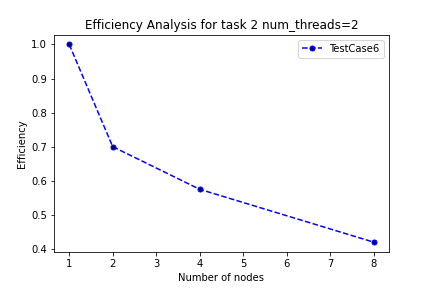 Efficiency Analysis for task 2 num_threads=2
TestCase6
1.0
0.9
0.8
0.7
0.6
0.5
0.4
Efficiency
1 2 3 4 5 6 7 8
Number of nodes